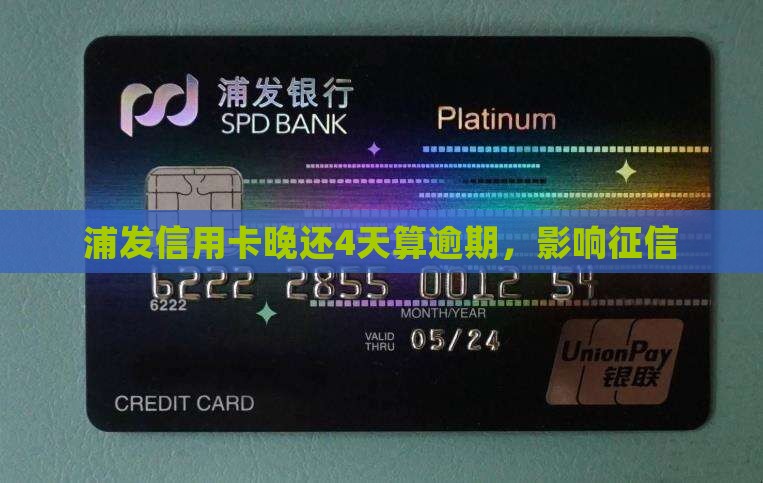 浦发银行
SPD BANK
Platinum
浦发信用卡晚还4天算逾期，影响征信
6222 2855 0012 54
6222
MONTH/YEAR
VALID
THRU
05/24
UnionPay
银联
CREDIT CARD